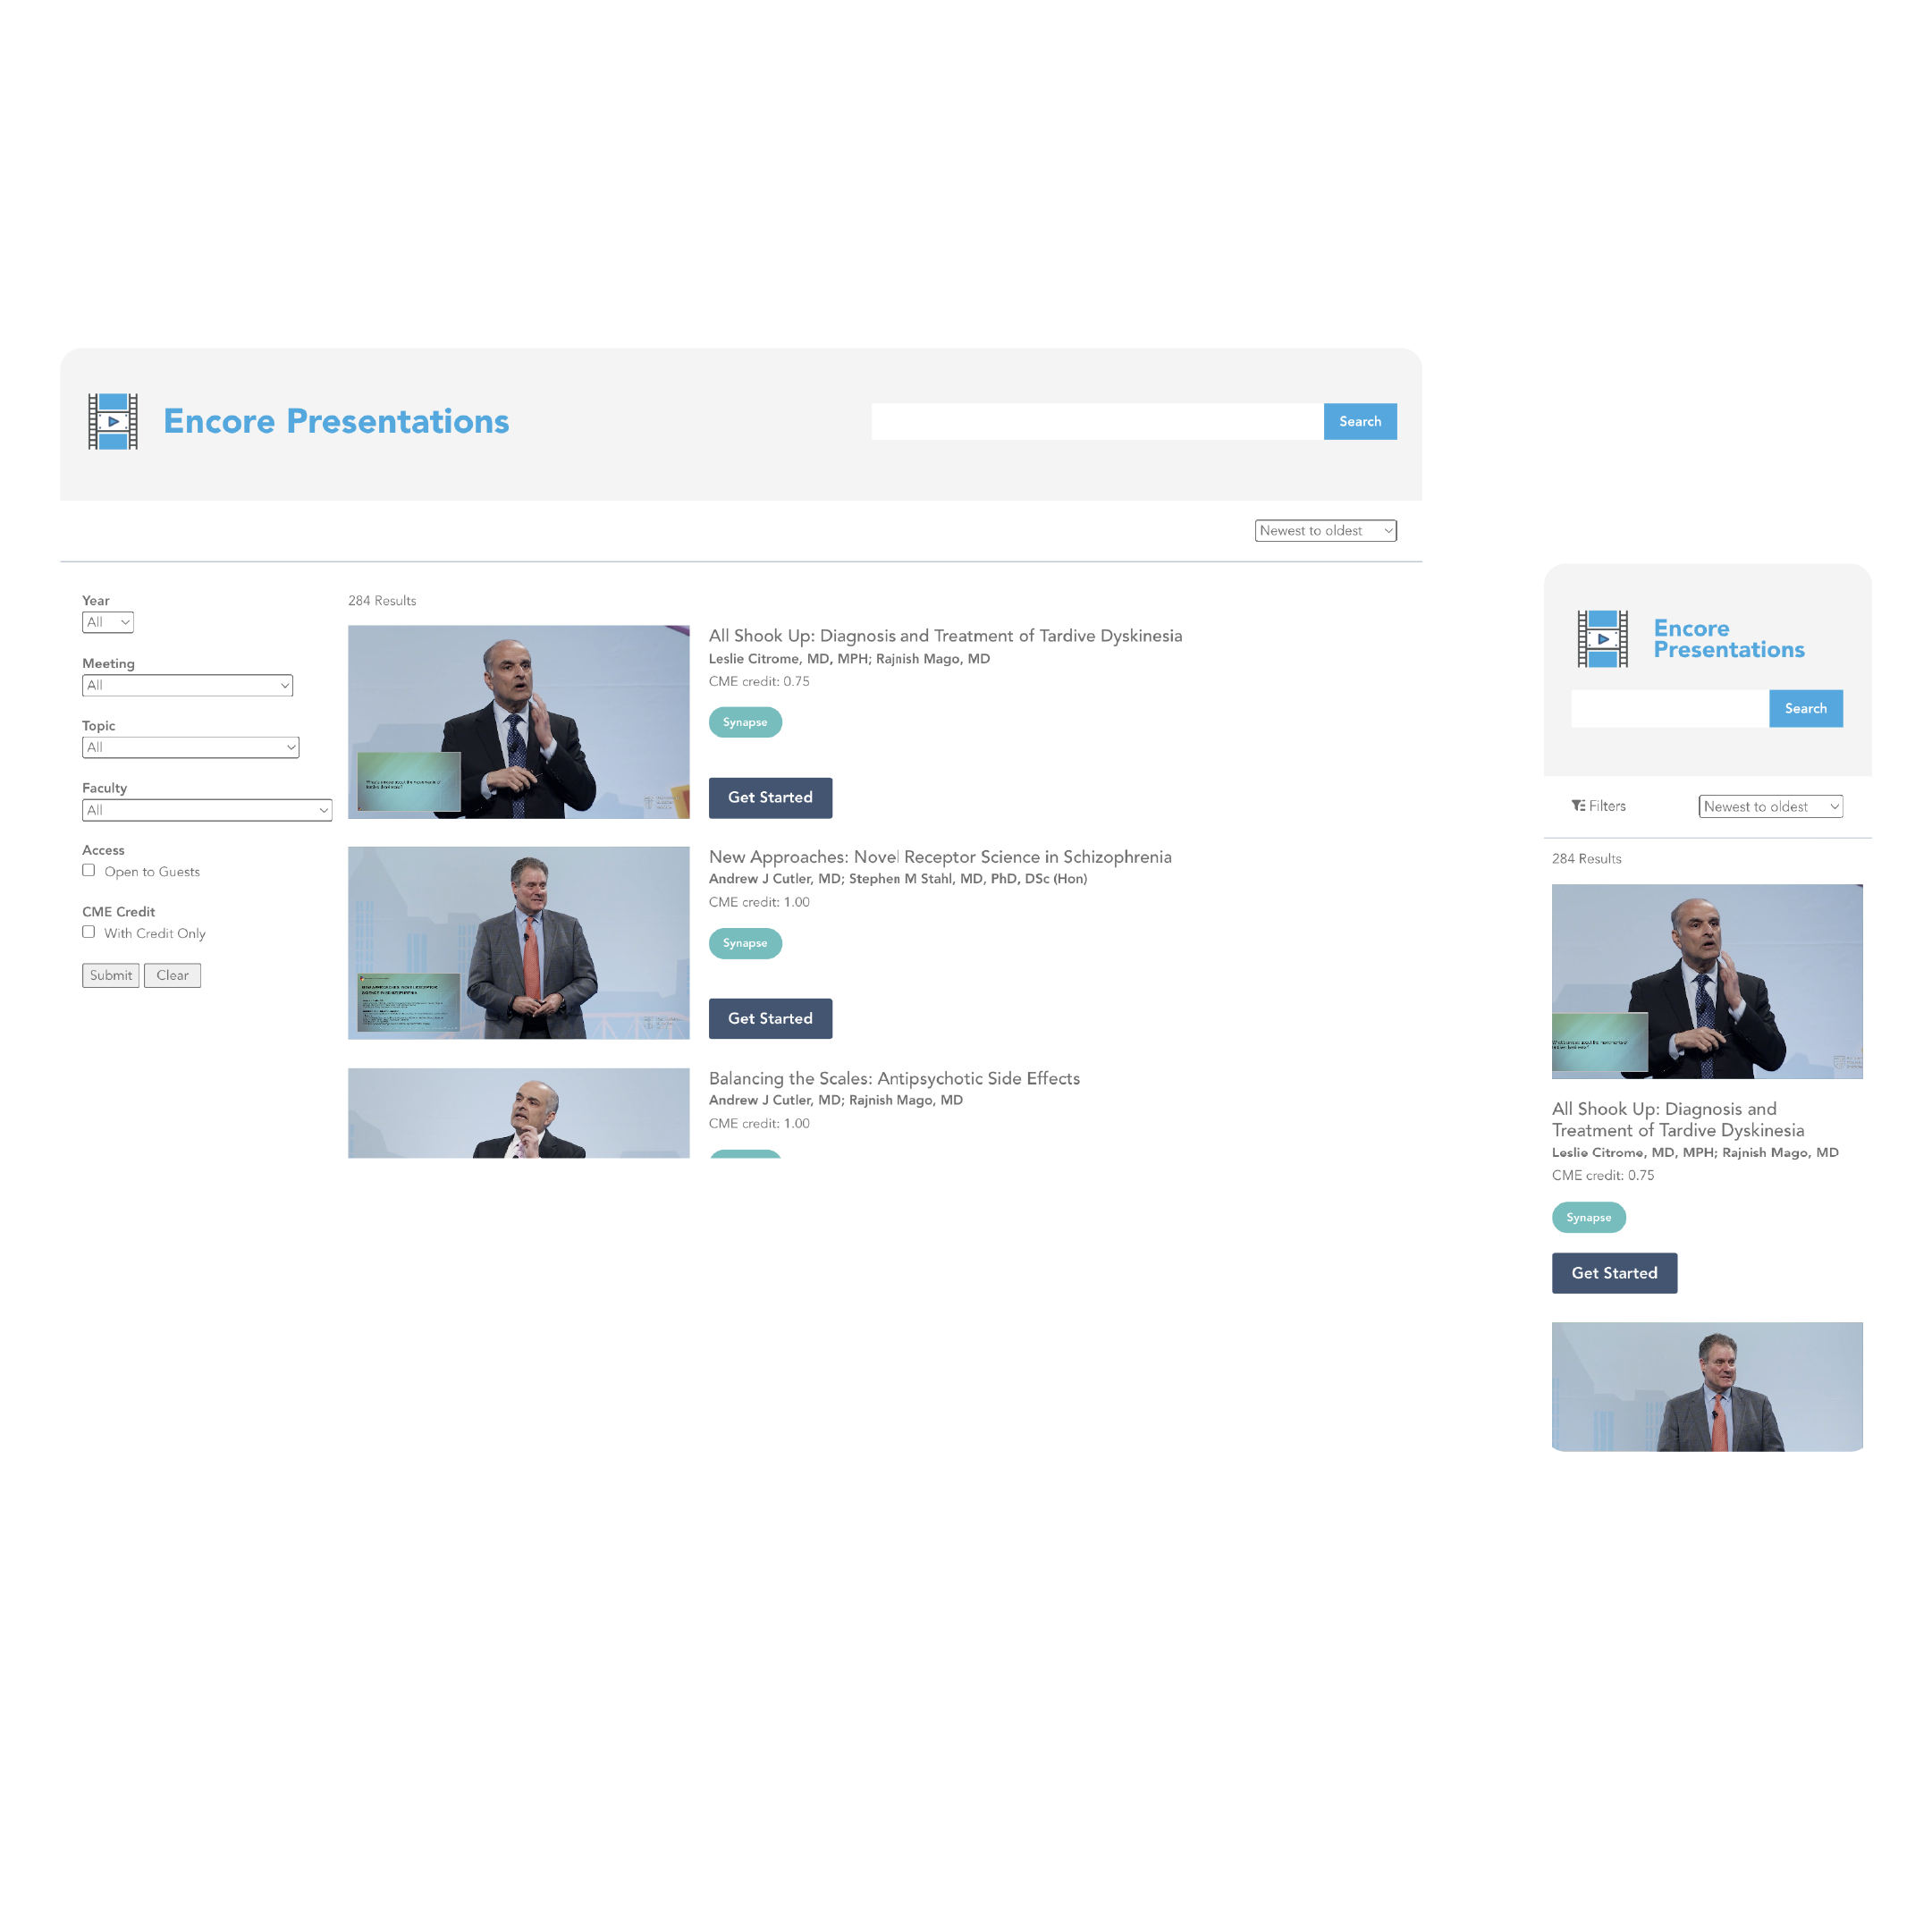 Encore Presentations
Search
Newest to oldest
Year
All
Meeting
All
Topic
All
Faculty
All
Access
Open to Guests
CME Credit
With Credit Only
Submit Clear
284 Results
All Shook Up: Diagnosis and Treatment of Tardive Dyskinesia
Leslie Citrome, MD, MPH; Rajnish Mago, MD
CME credit: 0.75
Synapse
Get Started
New Approaches: Novel Receptor Science in Schizophrenia
Andrew J Cutler, MD; Stephen M Stahl, MD, PhD, DSc (Hon)
CME credit: 1.00
Synapse
Get Started
Balancing the Scales: Antipsychotic Side Effects
Andrew J Cutler, MD; Rajnish Mago, MD
CME credit: 1.00
Encore
Presentations
Search
Filters
Newest to oldest
284 Results
All Shook Up: Diagnosis and
Treatment of Tardive Dyskinesia
Leslie Citrome, MD, MPH; Rajnish Mago, MD
CME credit: 0.75
Synapse
Get Started